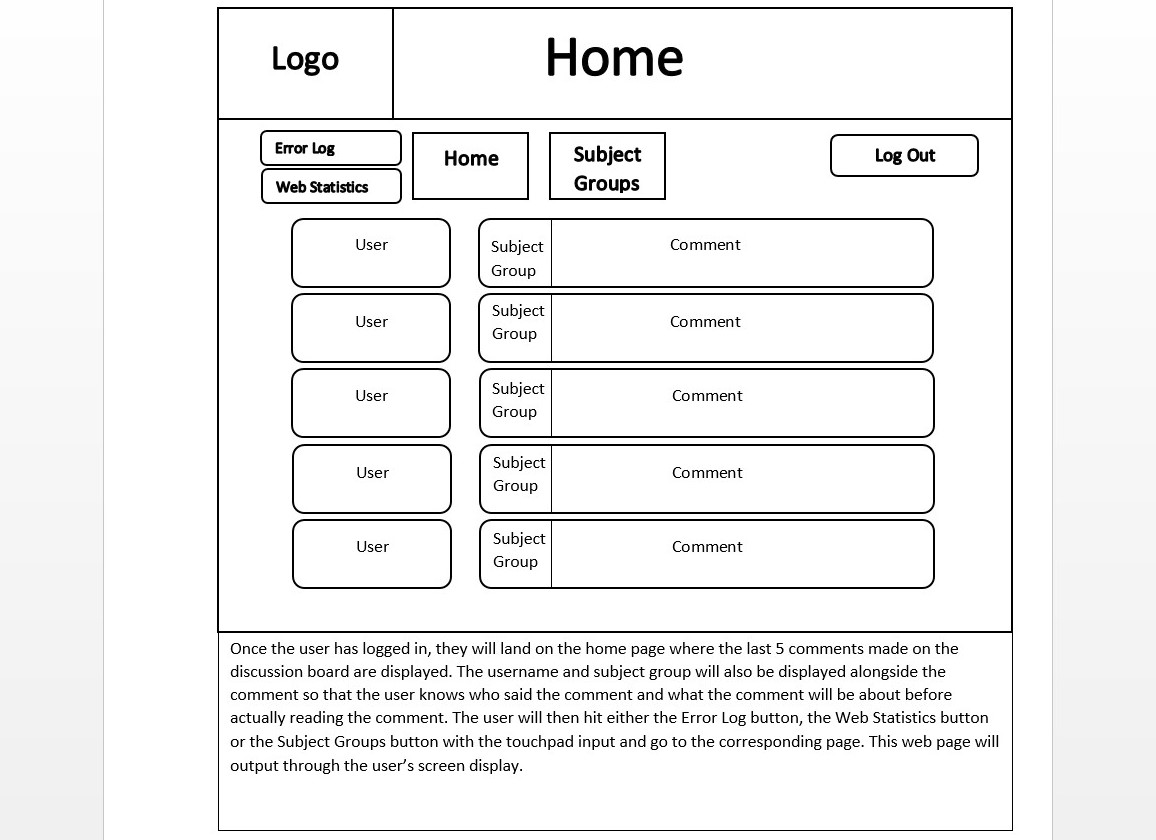 Logo
Home
Error Log
Web Statistics
Home
Subject
Groups
Log Out
User
Subject
Group
Comment
User
Subject
Group
Comment
User
Subject
Group
Comment
User
Subject
Group
Comment
User
Subject
Group
Comment
Once the user has logged in, they will land on the home page where the last 5 comments made on the
discussion board are displayed. The username and subject group will also be displayed alongside the
comment so that the user knows who said the comment and what the comment will be about before
actually reading the comment. The user will then hit either the Error Log button, the Web Statistics button
or the Subject Groups button with the touchpad input and go to the corresponding page. This web page will
output through the user’s screen display.